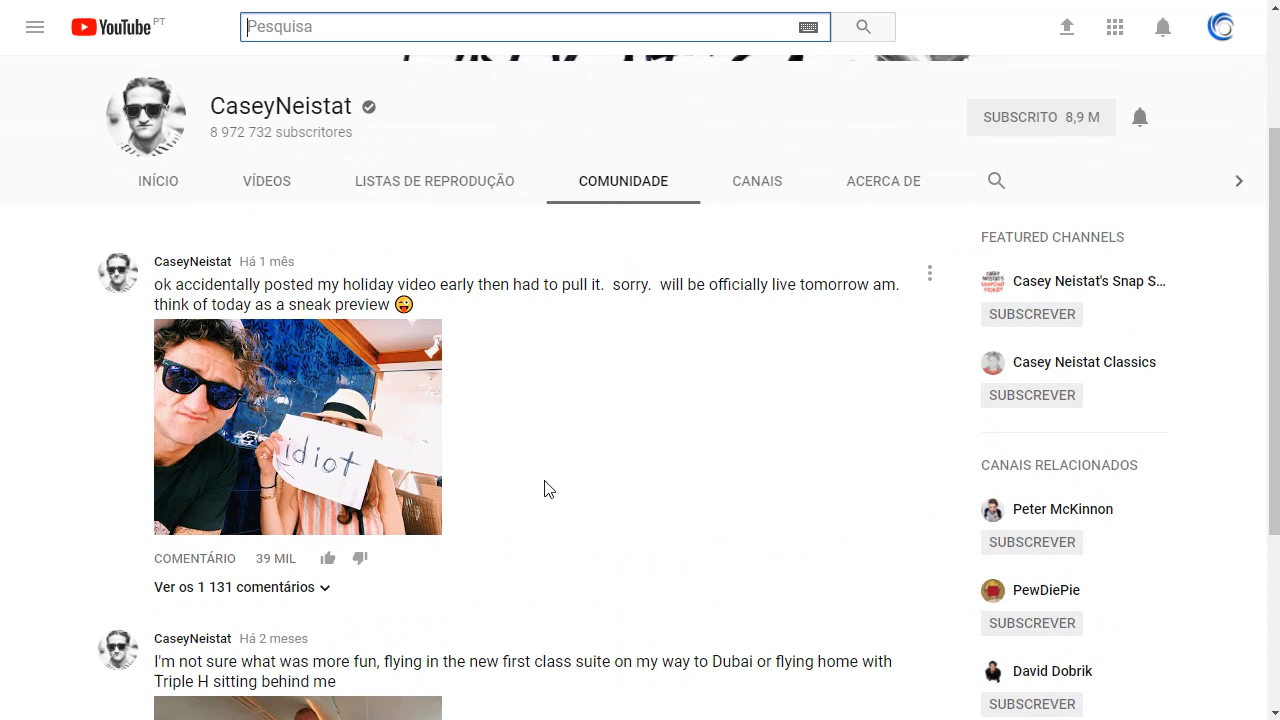 YouTube PT
Pesquisa
CaseyNeistat
8 972 732 subscritores
SUBSCRITO 8,9 M
INÍCIO
VÍDEOS
LISTAS DE REPRODUÇÃO
COMUNIDADE
CANAIS
ACERCA DE
CaseyNeistat Há 1 mês
ok accidentally posted my holiday video early then had to pull it. sorry. will be officially live tomorrow am.
think of today as a sneak preview 😜
idiot
COMENTÁRIO 39 MIL
Ver os 1 131 comentários
CaseyNeistat Há 2 meses
I'm not sure what was more fun, flying in the new first class suite on my way to Dubai or flying home with
Triple H sitting behind me
FEATURED CHANNELS
Casey Neistat's Snap S...
SUBSCREVER
Casey Neistat Classics
SUBSCREVER
CANAIS RELACIONADOS
Peter McKinnon
SUBSCREVER
PewDiePie
SUBSCREVER
David Dobrik
SUBSCREVER